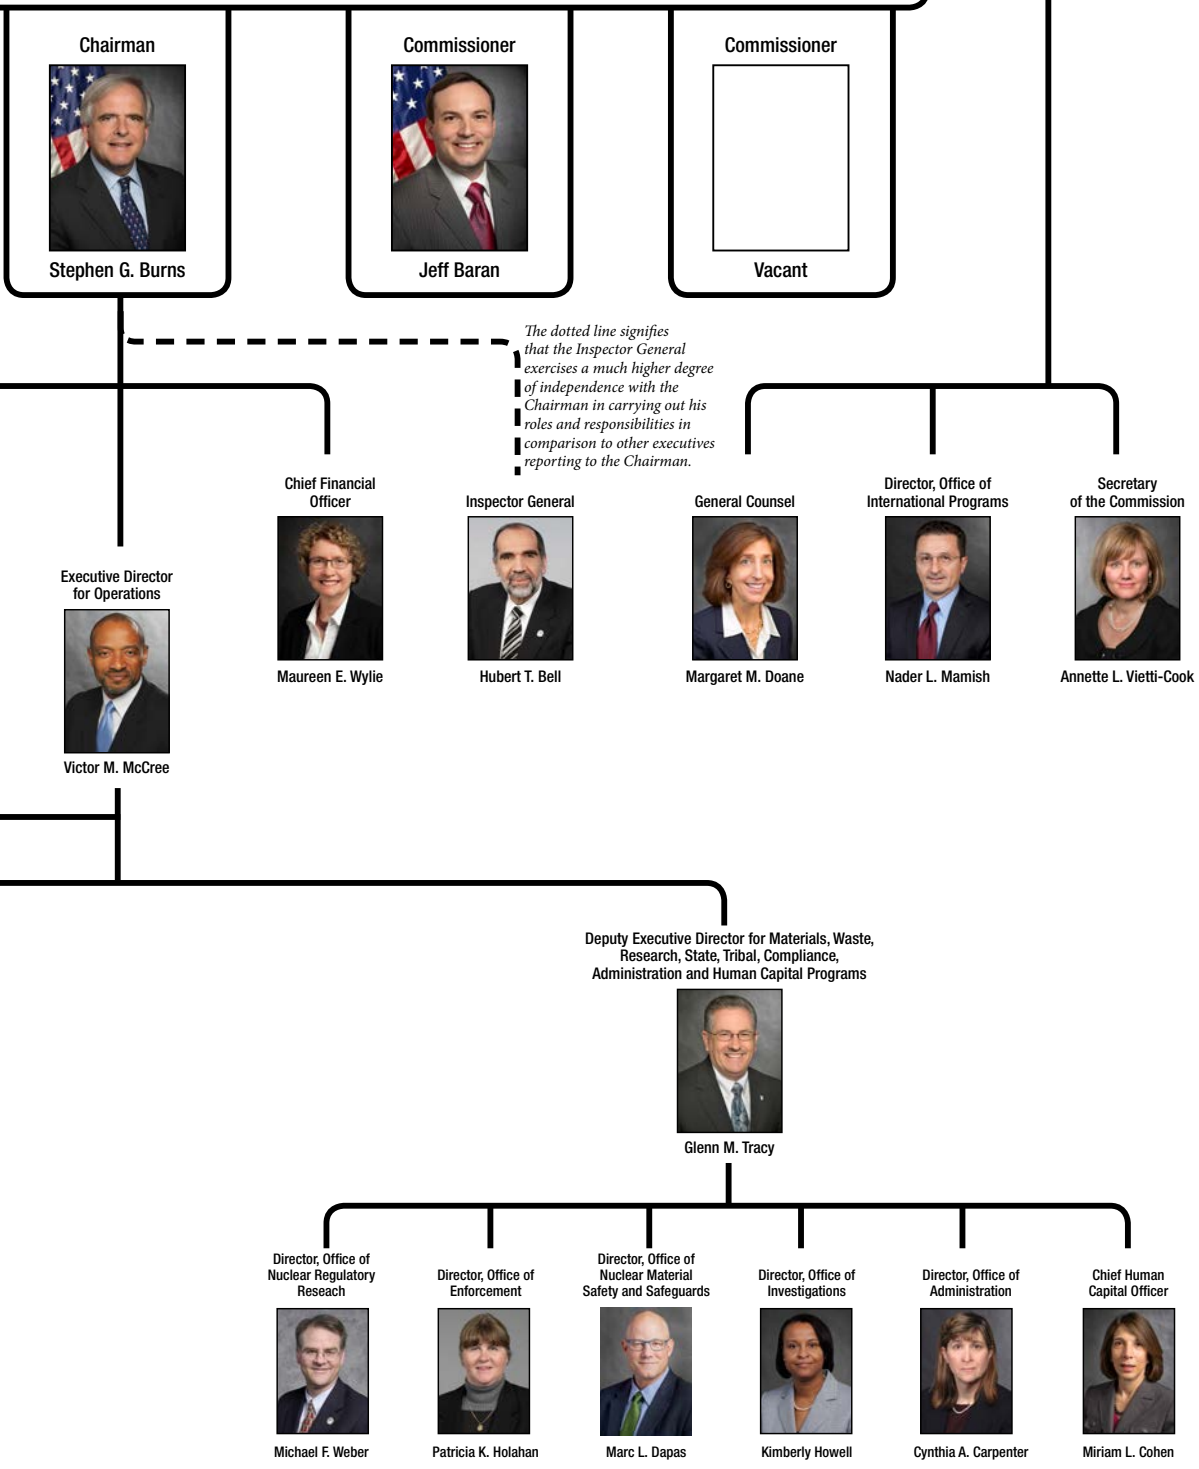 Chairman
Stephen G. Burns
Commissioner
Jeff Baran
Commissioner
Vacant
The dotted line signifies
that the Inspector General
exercises a much higher degree
of independence with the
Chairman in carrying out his
roles and responsibilities in
comparison to other executives
reporting to the Chairman.
Executive Director
for Operations
Victor M. McCree
Chief Financial
Officer
Maureen E. Wylie
Inspector General
Hubert T. Bell
General Counsel
Margaret M. Doane
Director, Office of
International Programs
Nader L. Mamish
Secretary
of the Commission
Annette L. Vietti-Cook
Deputy Executive Director for Materials, Waste,
Research, State, Tribal, Compliance,
Administration and Human Capital Programs
Glenn M. Tracy
Director, Office of
Nuclear Regulatory
Reseach
Michael F. Weber
Director, Office of
Enforcement
Patricia K. Holahan
Director, Office of
Nuclear Material
Safety and Safeguards
Marc L. Dapas
Director, Office of
Investigations
Kimberly Howell
Director, Office of
Administration
Cynthia A. Carpenter
Chief Human
Capital Officer
Miriam L. Cohen